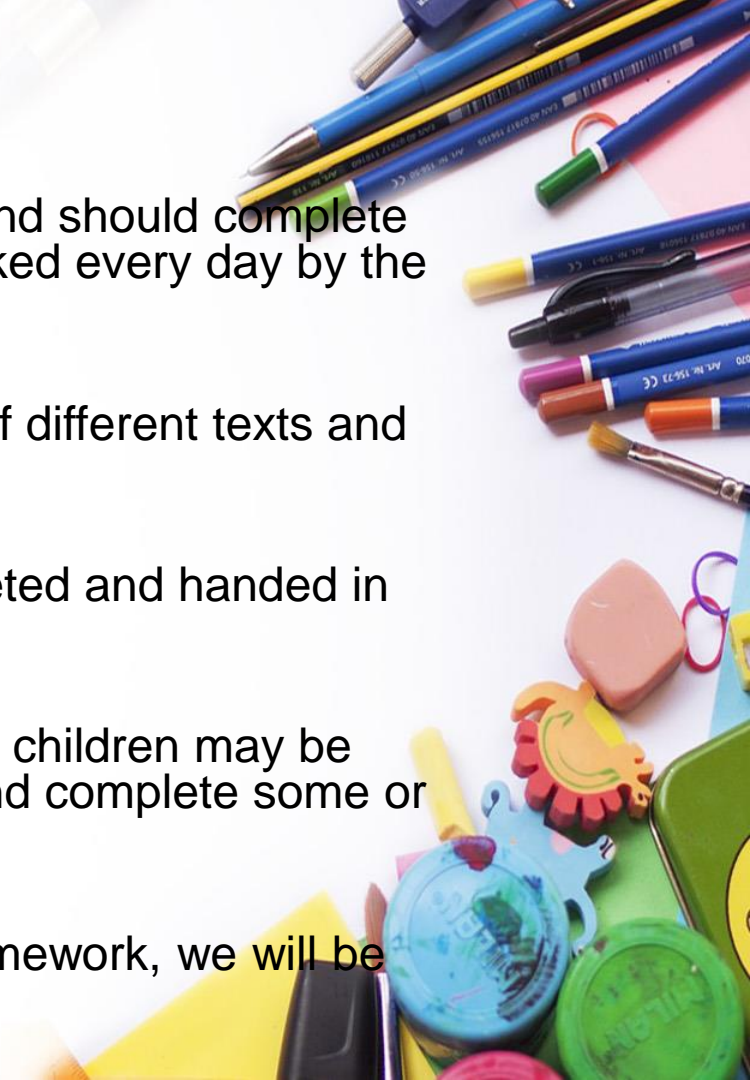 nd should complete
ked every day by the
f different texts and
eted and handed in
children may be
nd complete some or
mework, we will be